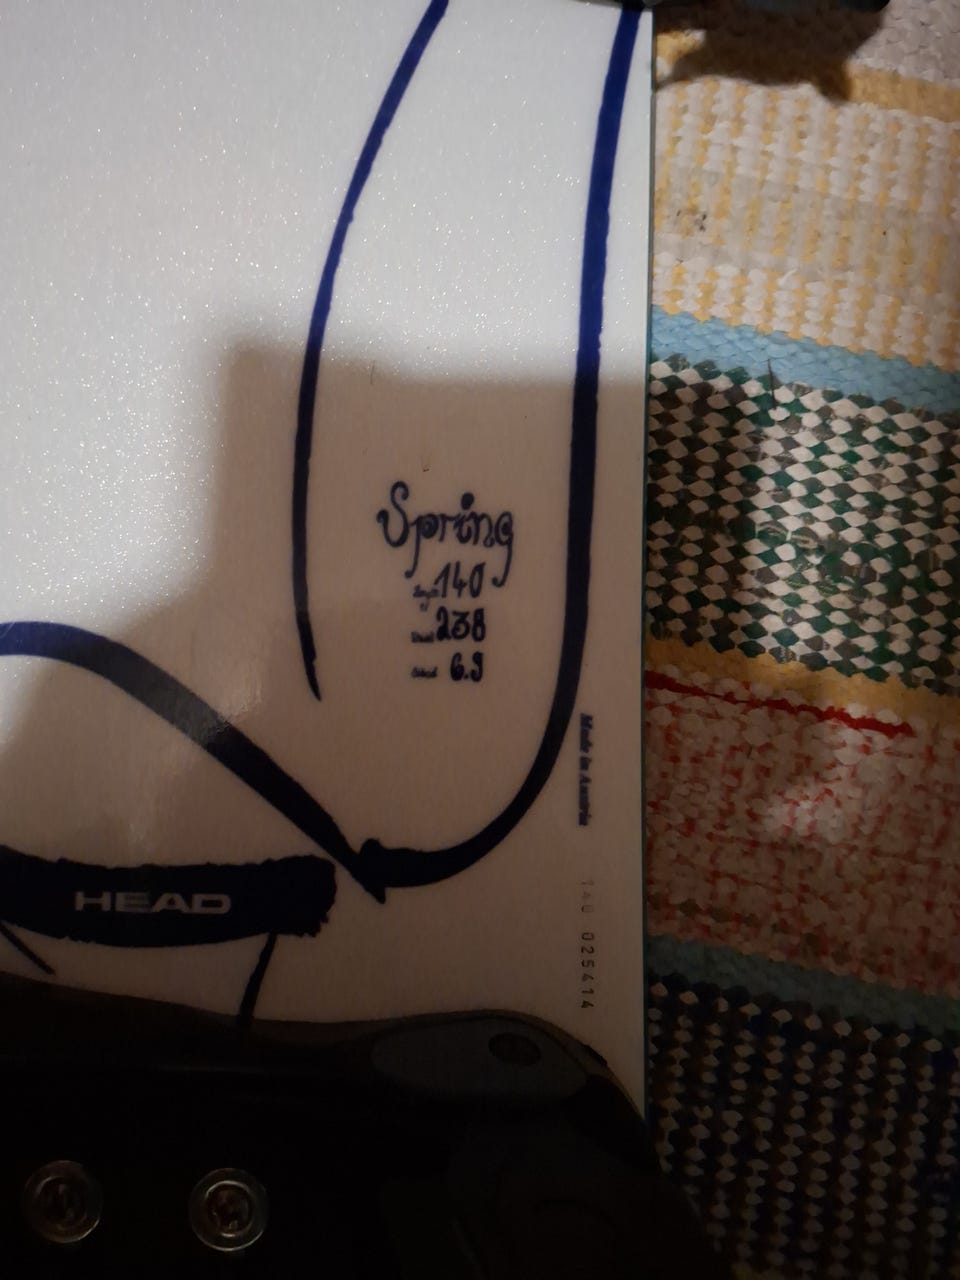 Spring
140
238
6.9
Made in Austria
HEAD
140 025414